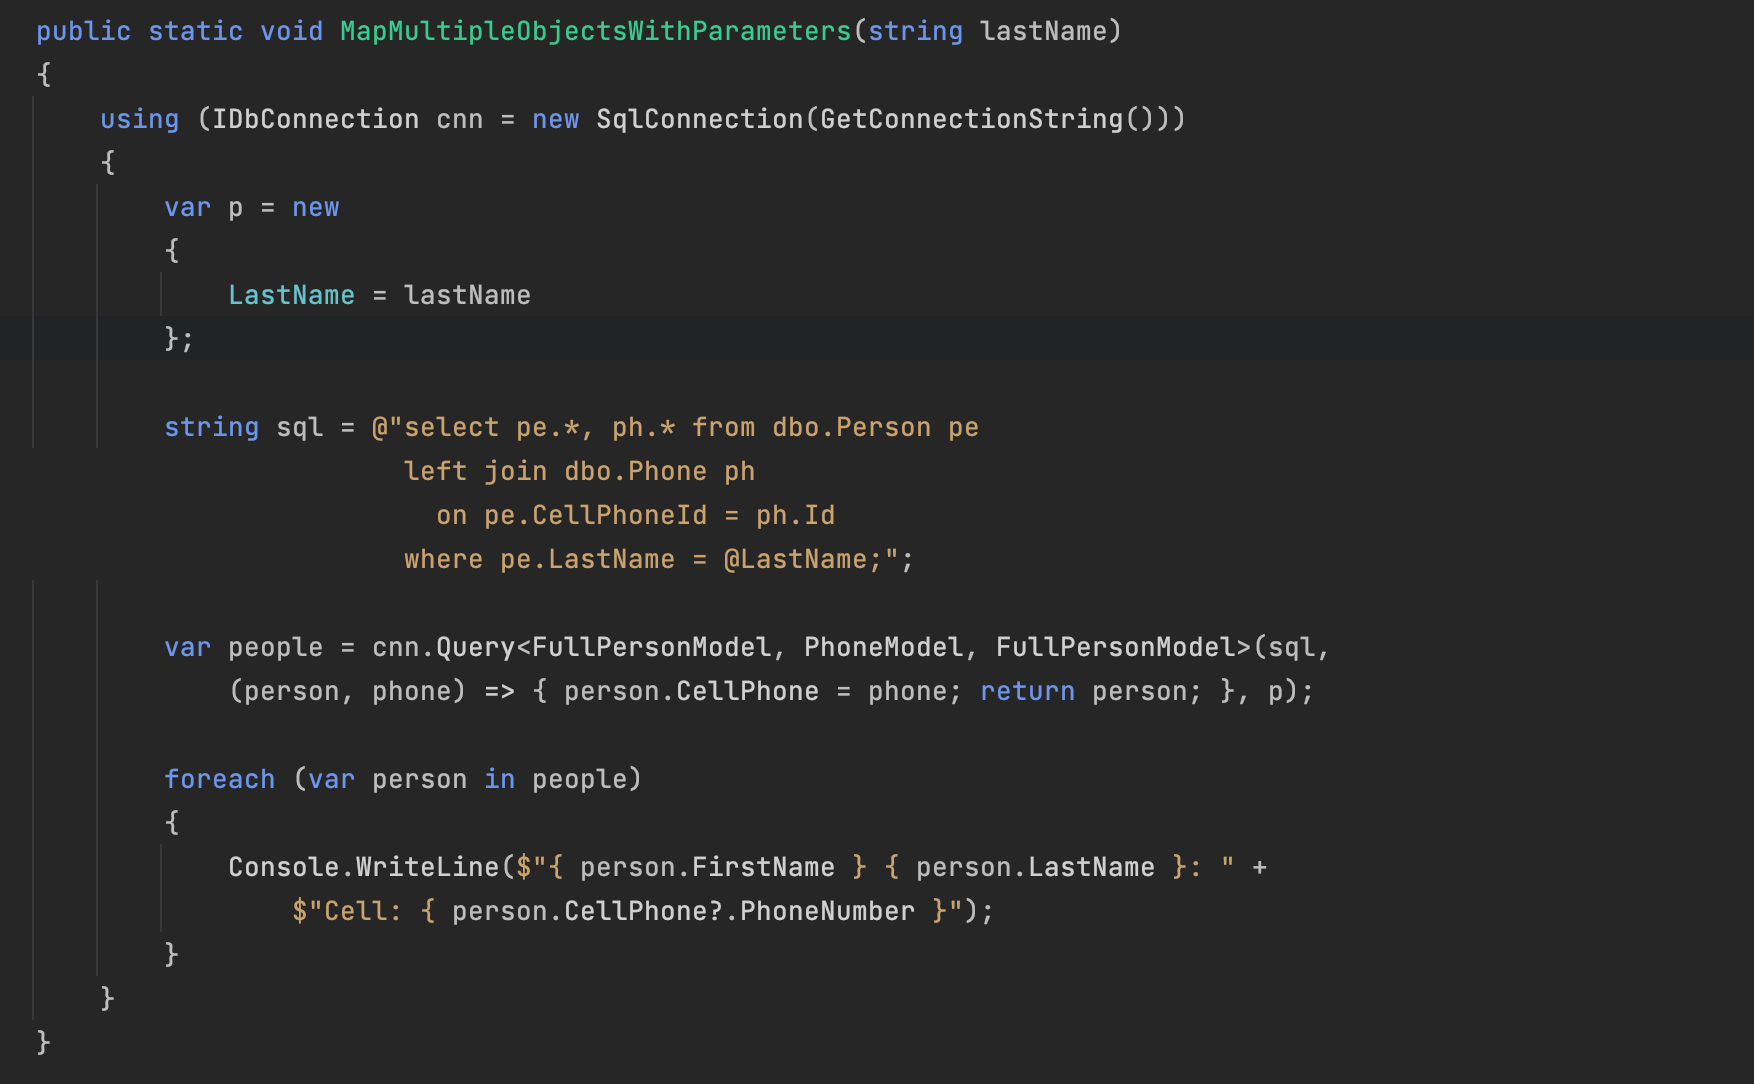 public static void MapMultipleObjectsWithParameters(string lastName)
{
    using (IDbConnection cnn = new SqlConnection(GetConnectionString()))
    {
        var p = new
        {
            LastName = lastName
        };

        string sql = @"select pe.*, ph.* from dbo.Person pe
                       left join dbo.Phone ph
                         on pe.CellPhoneId = ph.Id
                       where pe.LastName = @LastName;";

        var people = cnn.Query<FullPersonModel, PhoneModel, FullPersonModel>(sql,
            (person, phone) => { person.CellPhone = phone; return person; }, p);

        foreach (var person in people)
        {
            Console.WriteLine($"{ person.FirstName } { person.LastName }: " +
                $"Cell: { person.CellPhone?.PhoneNumber }");
        }
    }
}